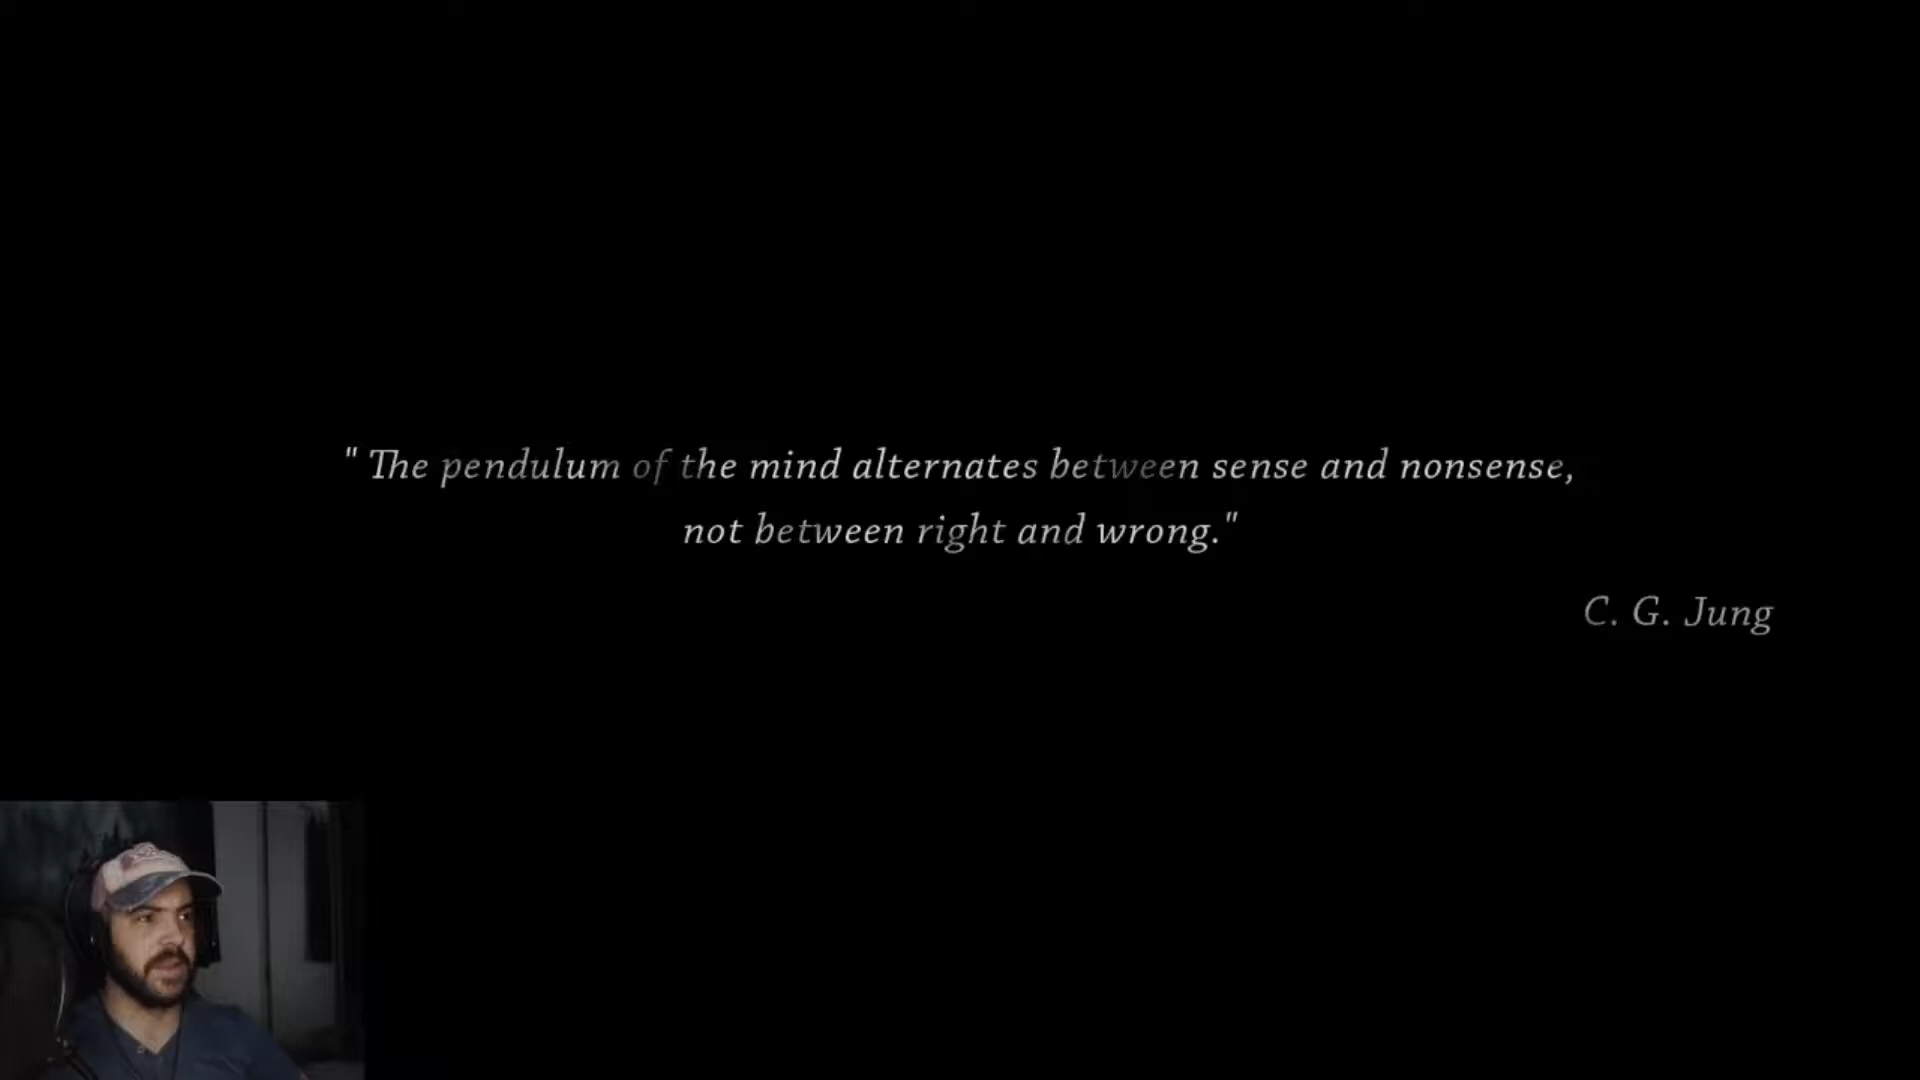 " The pendulum of the mind alternates between sense and nonsense,
not between right and wrong."
C. G. Jung